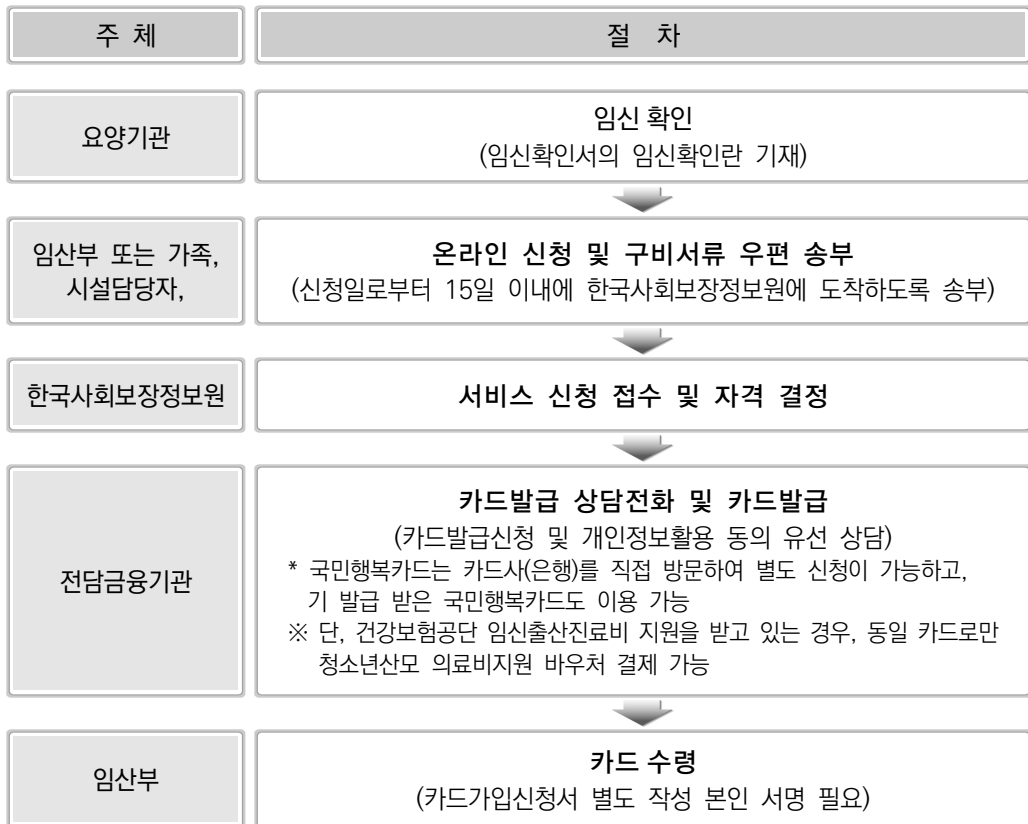 주 체
절 차
요양기관
임신 확인
(임신확인서의 임신확인란 기재)
임산부 또는 가족,
시설담당자,
온라인 신청 및 구비서류 우편 송부
(신청일로부터 15일 이내에 한국사회보장정보원에 도착하도록 송부)
한국사회보장정보원
서비스 신청 접수 및 자격 결정
전담금융기관
카드발급 상담전화 및 카드발급
(카드발급신청 및 개인정보활용 동의 유선 상담)
* 국민행복카드는 카드사(은행)를 직접 방문하여 별도 신청이 가능하고,
기 발급 받은 국민행복카드도 이용 가능
※ 단, 건강보험공단 임신출산진료비 지원을 받고 있는 경우, 동일 카드로만
청소년산모 의료비지원 바우처 결제 가능
임산부
카드 수령
(카드가입신청서 별도 작성 본인 서명 필요)